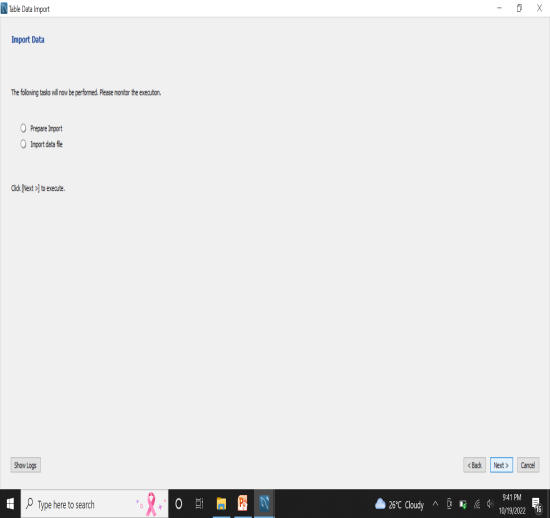 Table Data Import
Import Data
The following tasks will now be performed. Please monitor the execution.
Prepare Import
Import data file
Click [Next >] to execute.
Show Logs
< Back
Next >
Cancel
Type here to search
26°C Cloudy
9:41 PM
10/19/2022
16